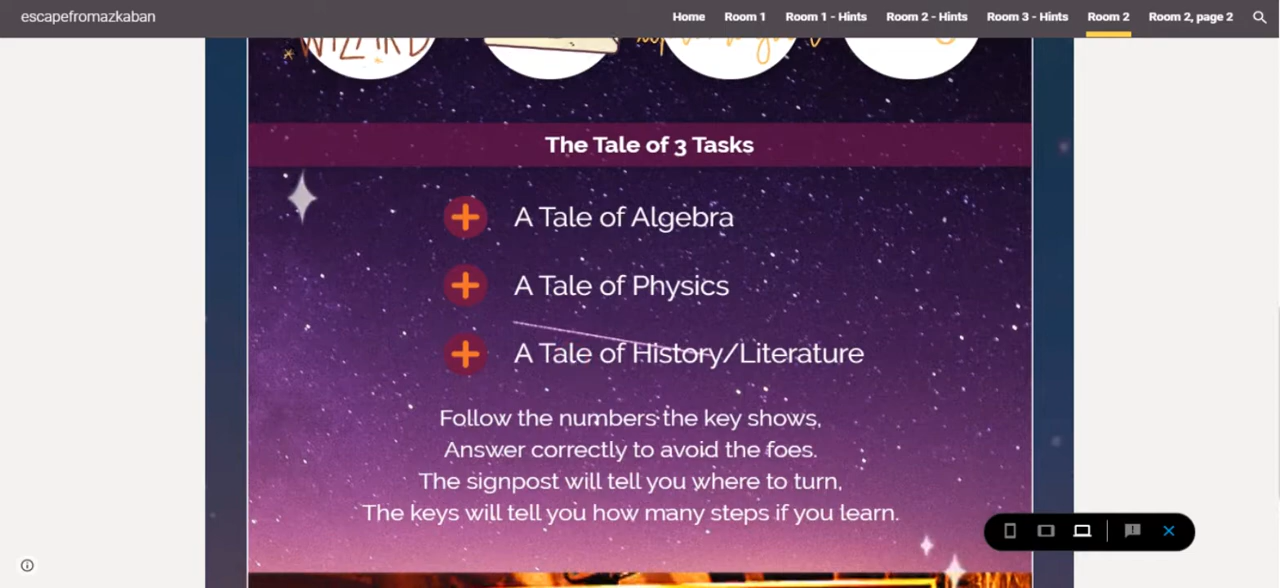 escapefromazkaban
Home Room 1 Room 1 - Hints Room 2 - Hints Room 3 - Hints Room 2 Room 2, page 2
WIZARD
The Tale of 3 Tasks
A Tale of Algebra
A Tale of Physics
A Tale of History/Literature
Follow the numbers the key shows,
Answer correctly to avoid the foes.
The signpost will tell you where to turn,
The keys will tell you how many steps if you learn.